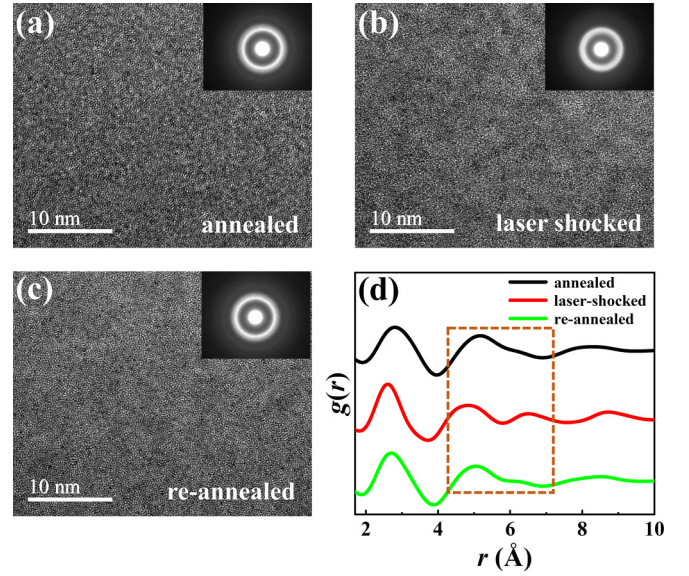 (a)
10 nm
annealed
(b)
10 nm
laser shocked
(c)
10 nm
re-annealed
(d)
annealed
laser-shocked
re-annealed
g(r)
2 4 6 8 10
r (Å)